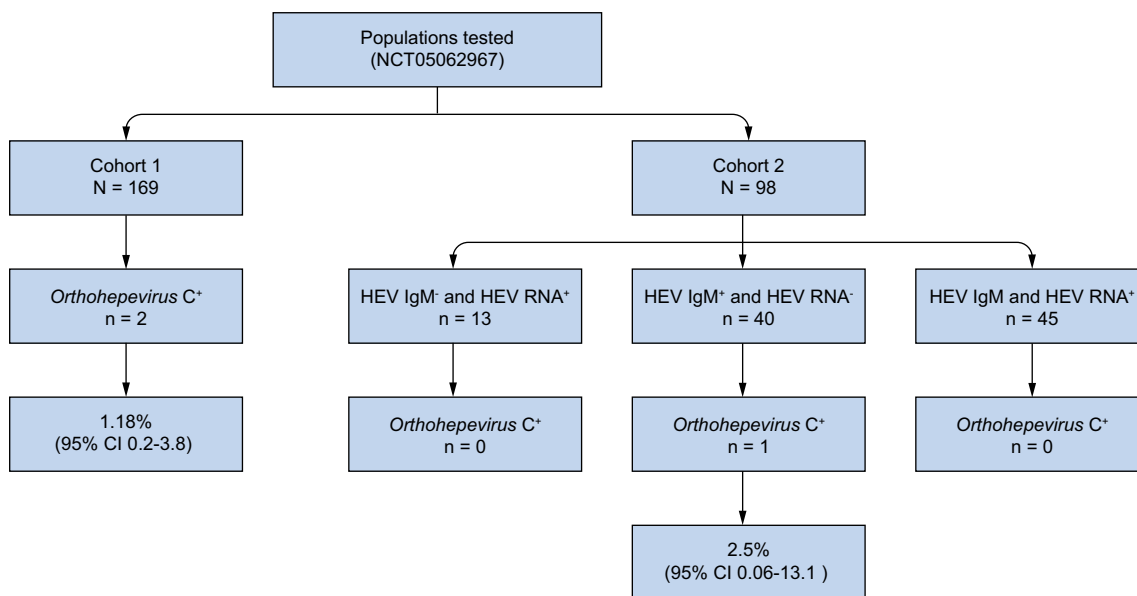 Populations tested
(NCT05062967)
Cohort 1
N = 169
Cohort 2
N = 98
Orthohepevirus C⁺
n = 2
HEV IgM⁻ and HEV RNA⁺
n = 13
HEV IgM⁺ and HEV RNA⁻
n = 40
HEV IgM and HEV RNA⁺
n = 45
1.18%
(95% CI 0.2-3.8)
Orthohepevirus C⁺
n = 0
Orthohepevirus C⁺
n = 1
Orthohepevirus C⁺
n = 0
2.5%
(95% CI 0.06-13.1 )